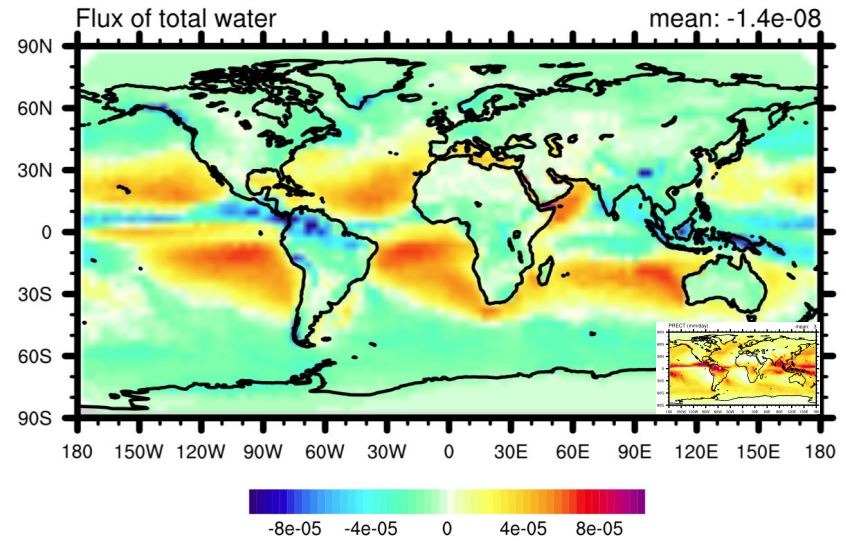 Flux of total water mean: -1.4e-08
90N
60N
30N
0
30S
60S
90S
PRECT (mm/day) mean: 3
180 150W 120W 90W 60W 30W 0 30E 60E 90E 120E 150E 180
-8e-05 -4e-05 0 4e-05 8e-05